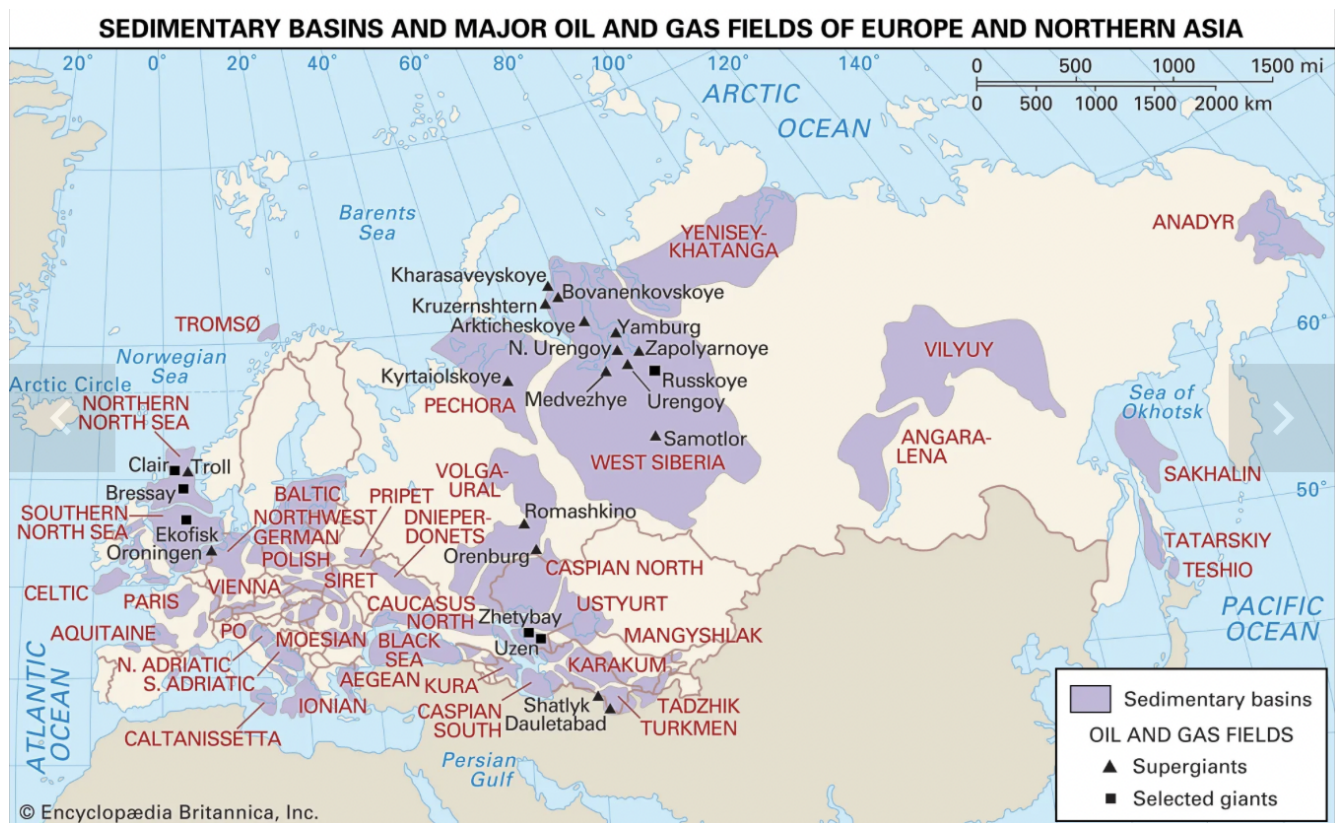 SEDIMENTARY BASINS AND MAJOR OIL AND GAS FIELDS OF EUROPE AND NORTHERN ASIA
20° 0° 20° 40° 60° 80° 100° 120° 140°
0 500 1000 1500 mi
0 500 1000 1500 2000 km
ARCTIC
OCEAN
Barents
Sea
YENISEY-
KHATANGA
ANADYR
Kharasaveyskoye
Bovanenkovskoye
Kruzernshtern
Arkticheskoye
Yamburg
TROMSØ
N. Urengoy
Zapolyarnoye
60°
VILYUY
Norwegian
Sea
Arctic Circle
Kyrtaiolskoye
Russkoye
Medvezhye
Urengoy
PECHORA
Sea of
Okhotsk
NORTHERN
NORTH SEA
Samotlor
ANGARA-
LENA
WEST SIBERIA
Clair
Troll
VOLGA-
URAL
SAKHALIN
50°
Bressay
BALTIC
PRIPET
SOUTHERN
NORTH SEA
NORTHWEST
GERMAN
DNIEPER-
DONETS
Romashkino
Ekofisk
Oroningen
POLISH
Orenburg
TATARSKIY
CASPIAN NORTH
TESHIO
CELTIC
VIENNA
SIRET
PARIS
CAUCASUS
NORTH
Zhetybay
USTYURT
PACIFIC
OCEAN
AQUITAINE
PO
MOESIAN
BLACK
SEA
Uzen
MANGYSHLAK
N. ADRIATIC
S. ADRIATIC
AEGEAN
KURA
KARAKUM
ATLANTIC
OCEAN
IONIAN
CASPIAN
SOUTH
Shatlyk
Dauletabad
TADZHIK
TURKMEN
CALTANISSETTA
Persian
Gulf
Sedimentary basins
OIL AND GAS FIELDS
Supergiants
Selected giants
© Encyclopædia Britannica, Inc.